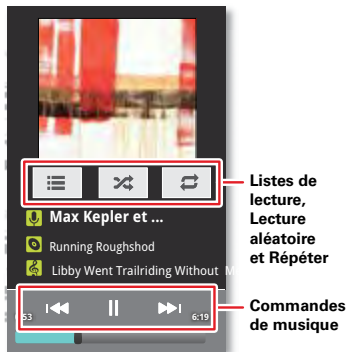 Listes de
lecture,
Lecture
aléatoire
et Répéter
Max Kepler et ...
Running Roughshod
Libby Went Trailriding Without M
:53
6:19
Commandes
de musique